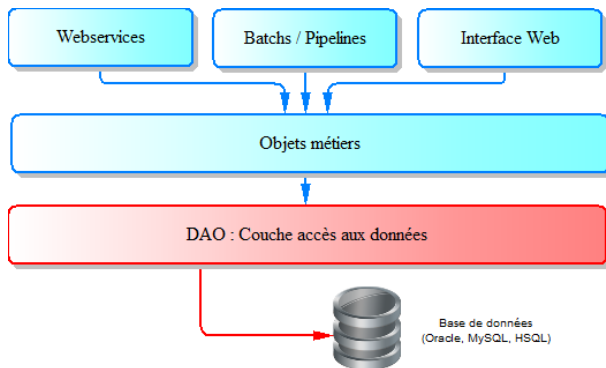 Webservices
Batchs / Pipelines
Interface Web
Objets métiers
DAO : Couche accès aux données
Base de données
(Oracle, MySQL, HSQL)